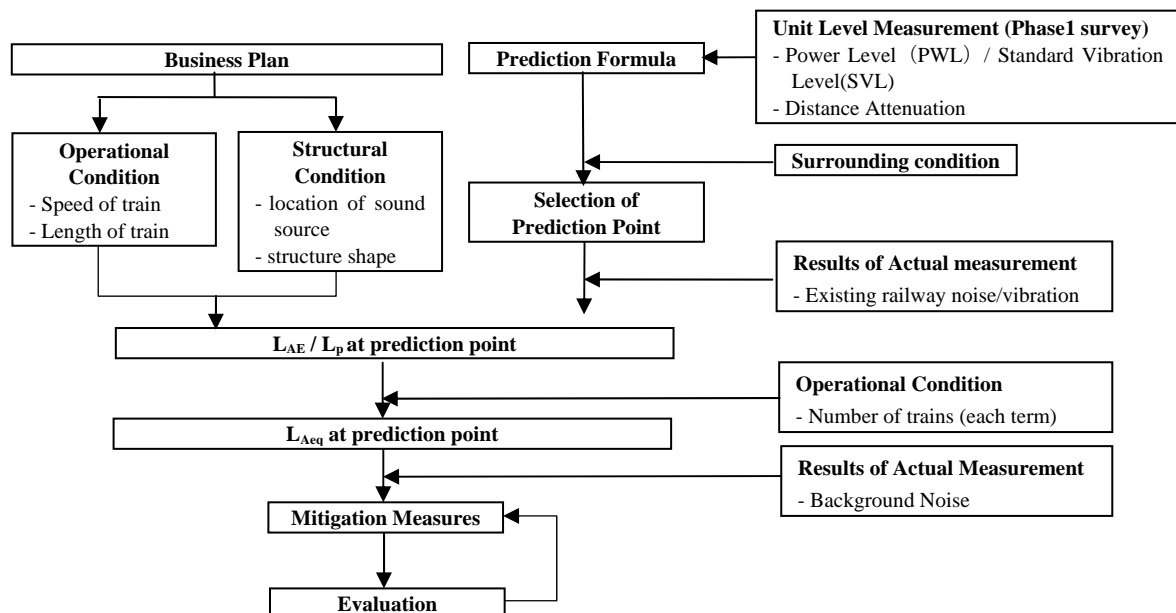 Business Plan
Prediction Formula
Unit Level Measurement (Phase1 survey)
- Power Level（PWL）/ Standard Vibration
Level(SVL)
- Distance Attenuation
Operational
Condition
- Speed of train
- Length of train
Structural
Condition
- location of sound
source
- structure shape
Surrounding condition
Selection of
Prediction Point
Results of Actual measurement
- Existing railway noise/vibration
LAE / Lp at prediction point
Operational Condition
- Number of trains (each term)
LAeq at prediction point
Results of Actual Measurement
- Background Noise
Mitigation Measures
Evaluation